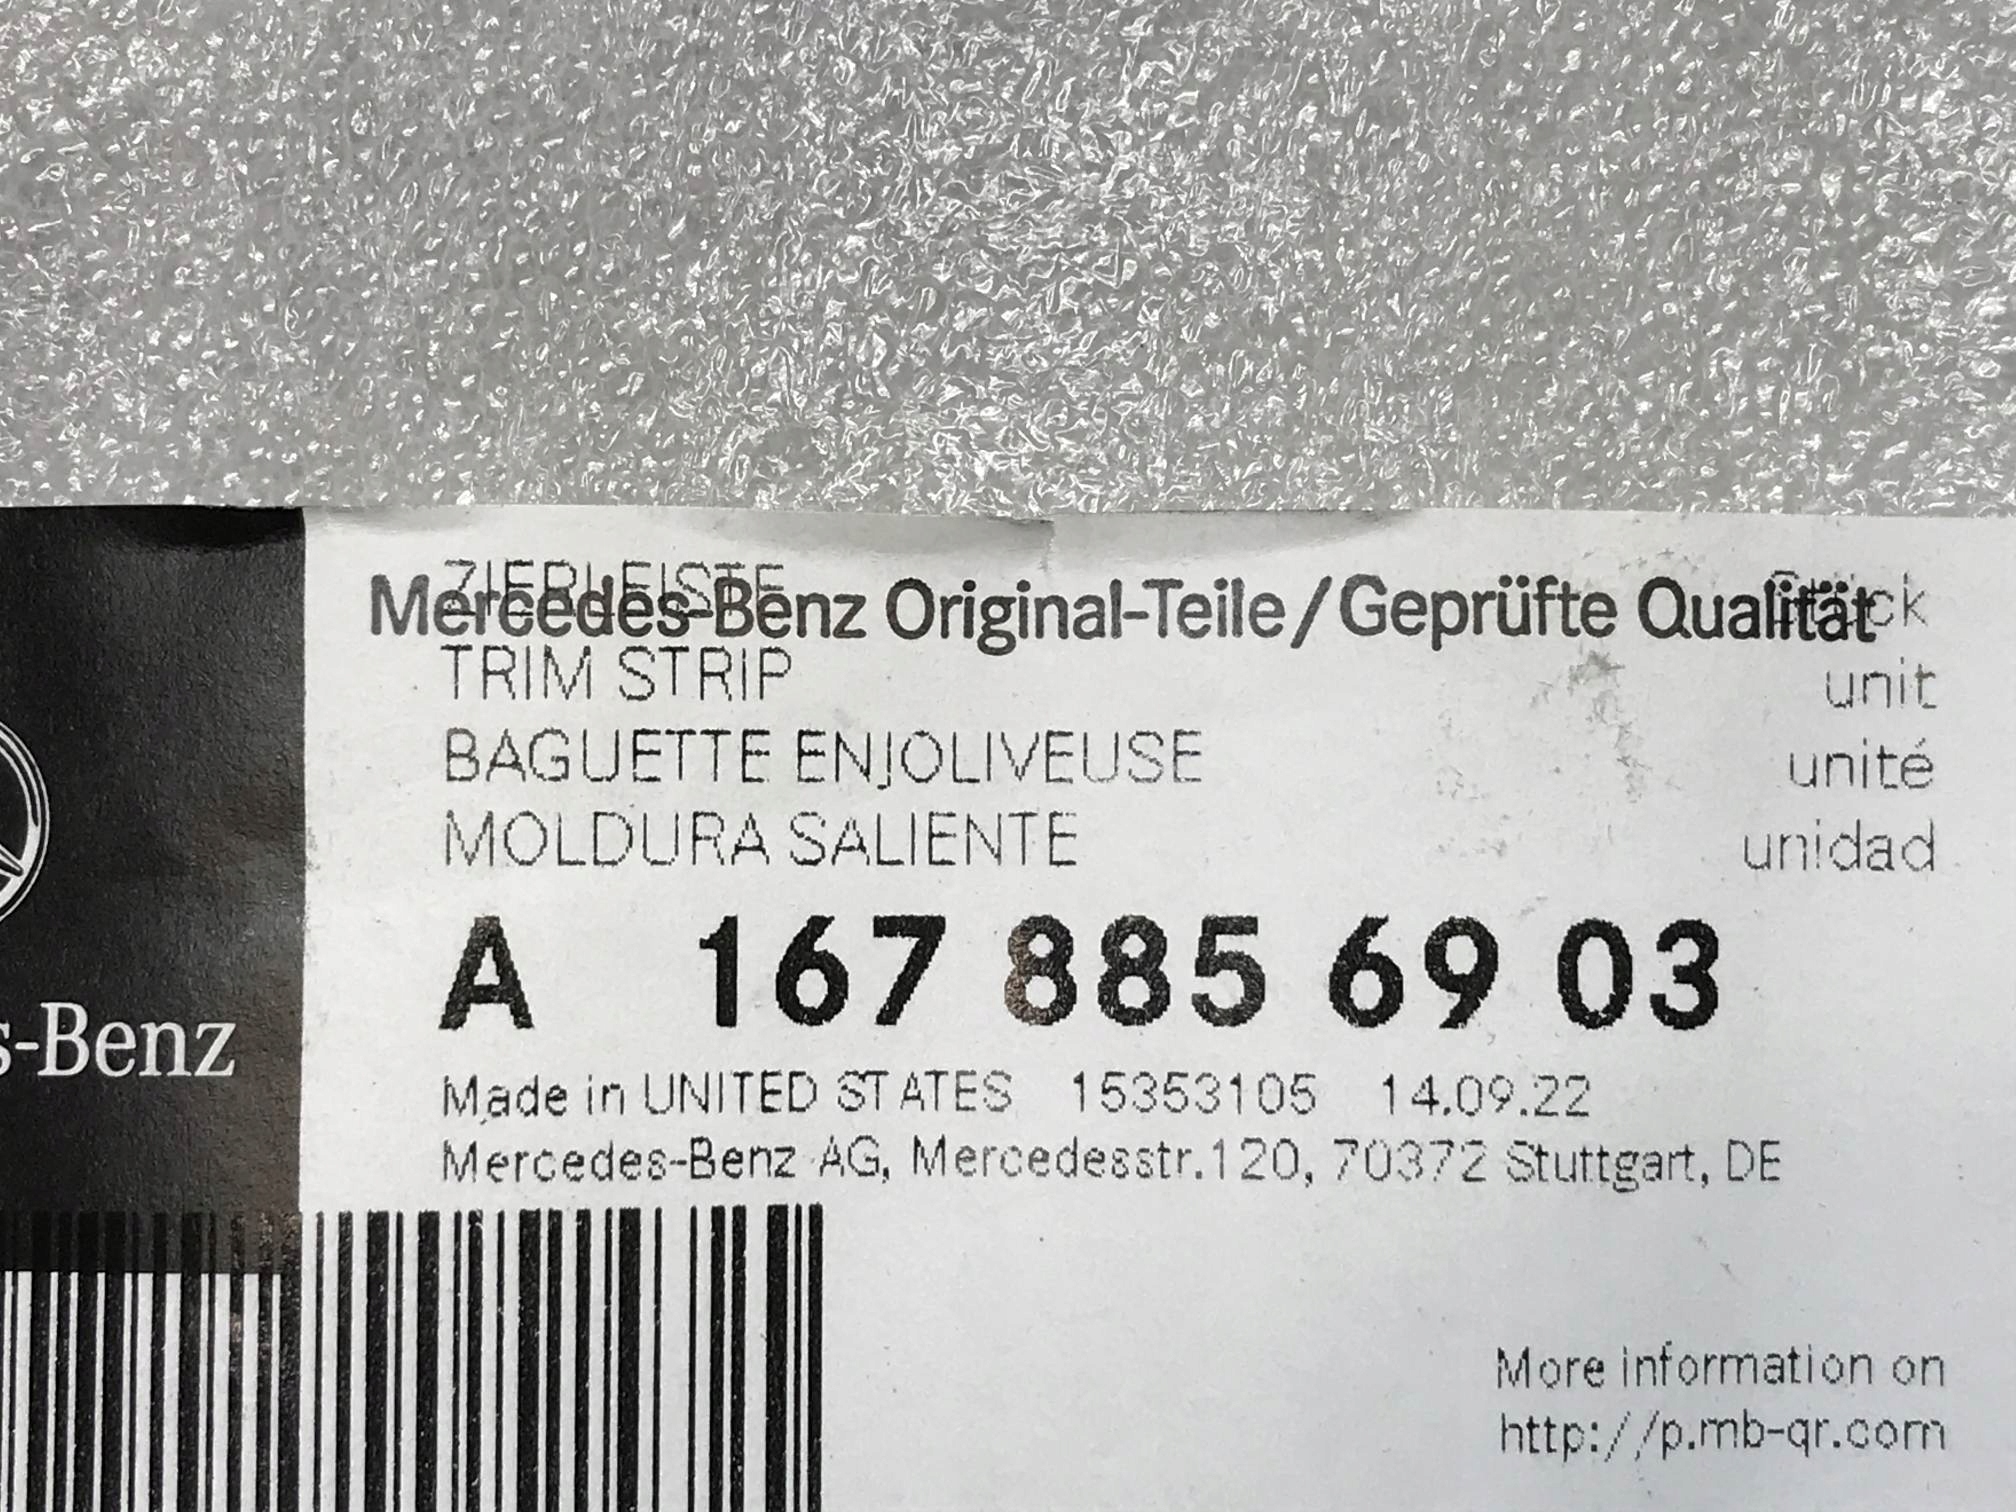 ZIERLEISTE
Mercedes-Benz Original-Teile/Geprüfte Qualität
TRIM STRIP unit
BAGUETTE ENJOLIVEUSE unité
MOLDURA SALIENTE unidad
A 167 885 69 03
s-Benz
Made in UNITED STATES 15353105 14.09.22
Mercedes-Benz AG, Mercedesstr.120, 70372 Stuttgart, DE
More information on
http://p.mb-qr.com